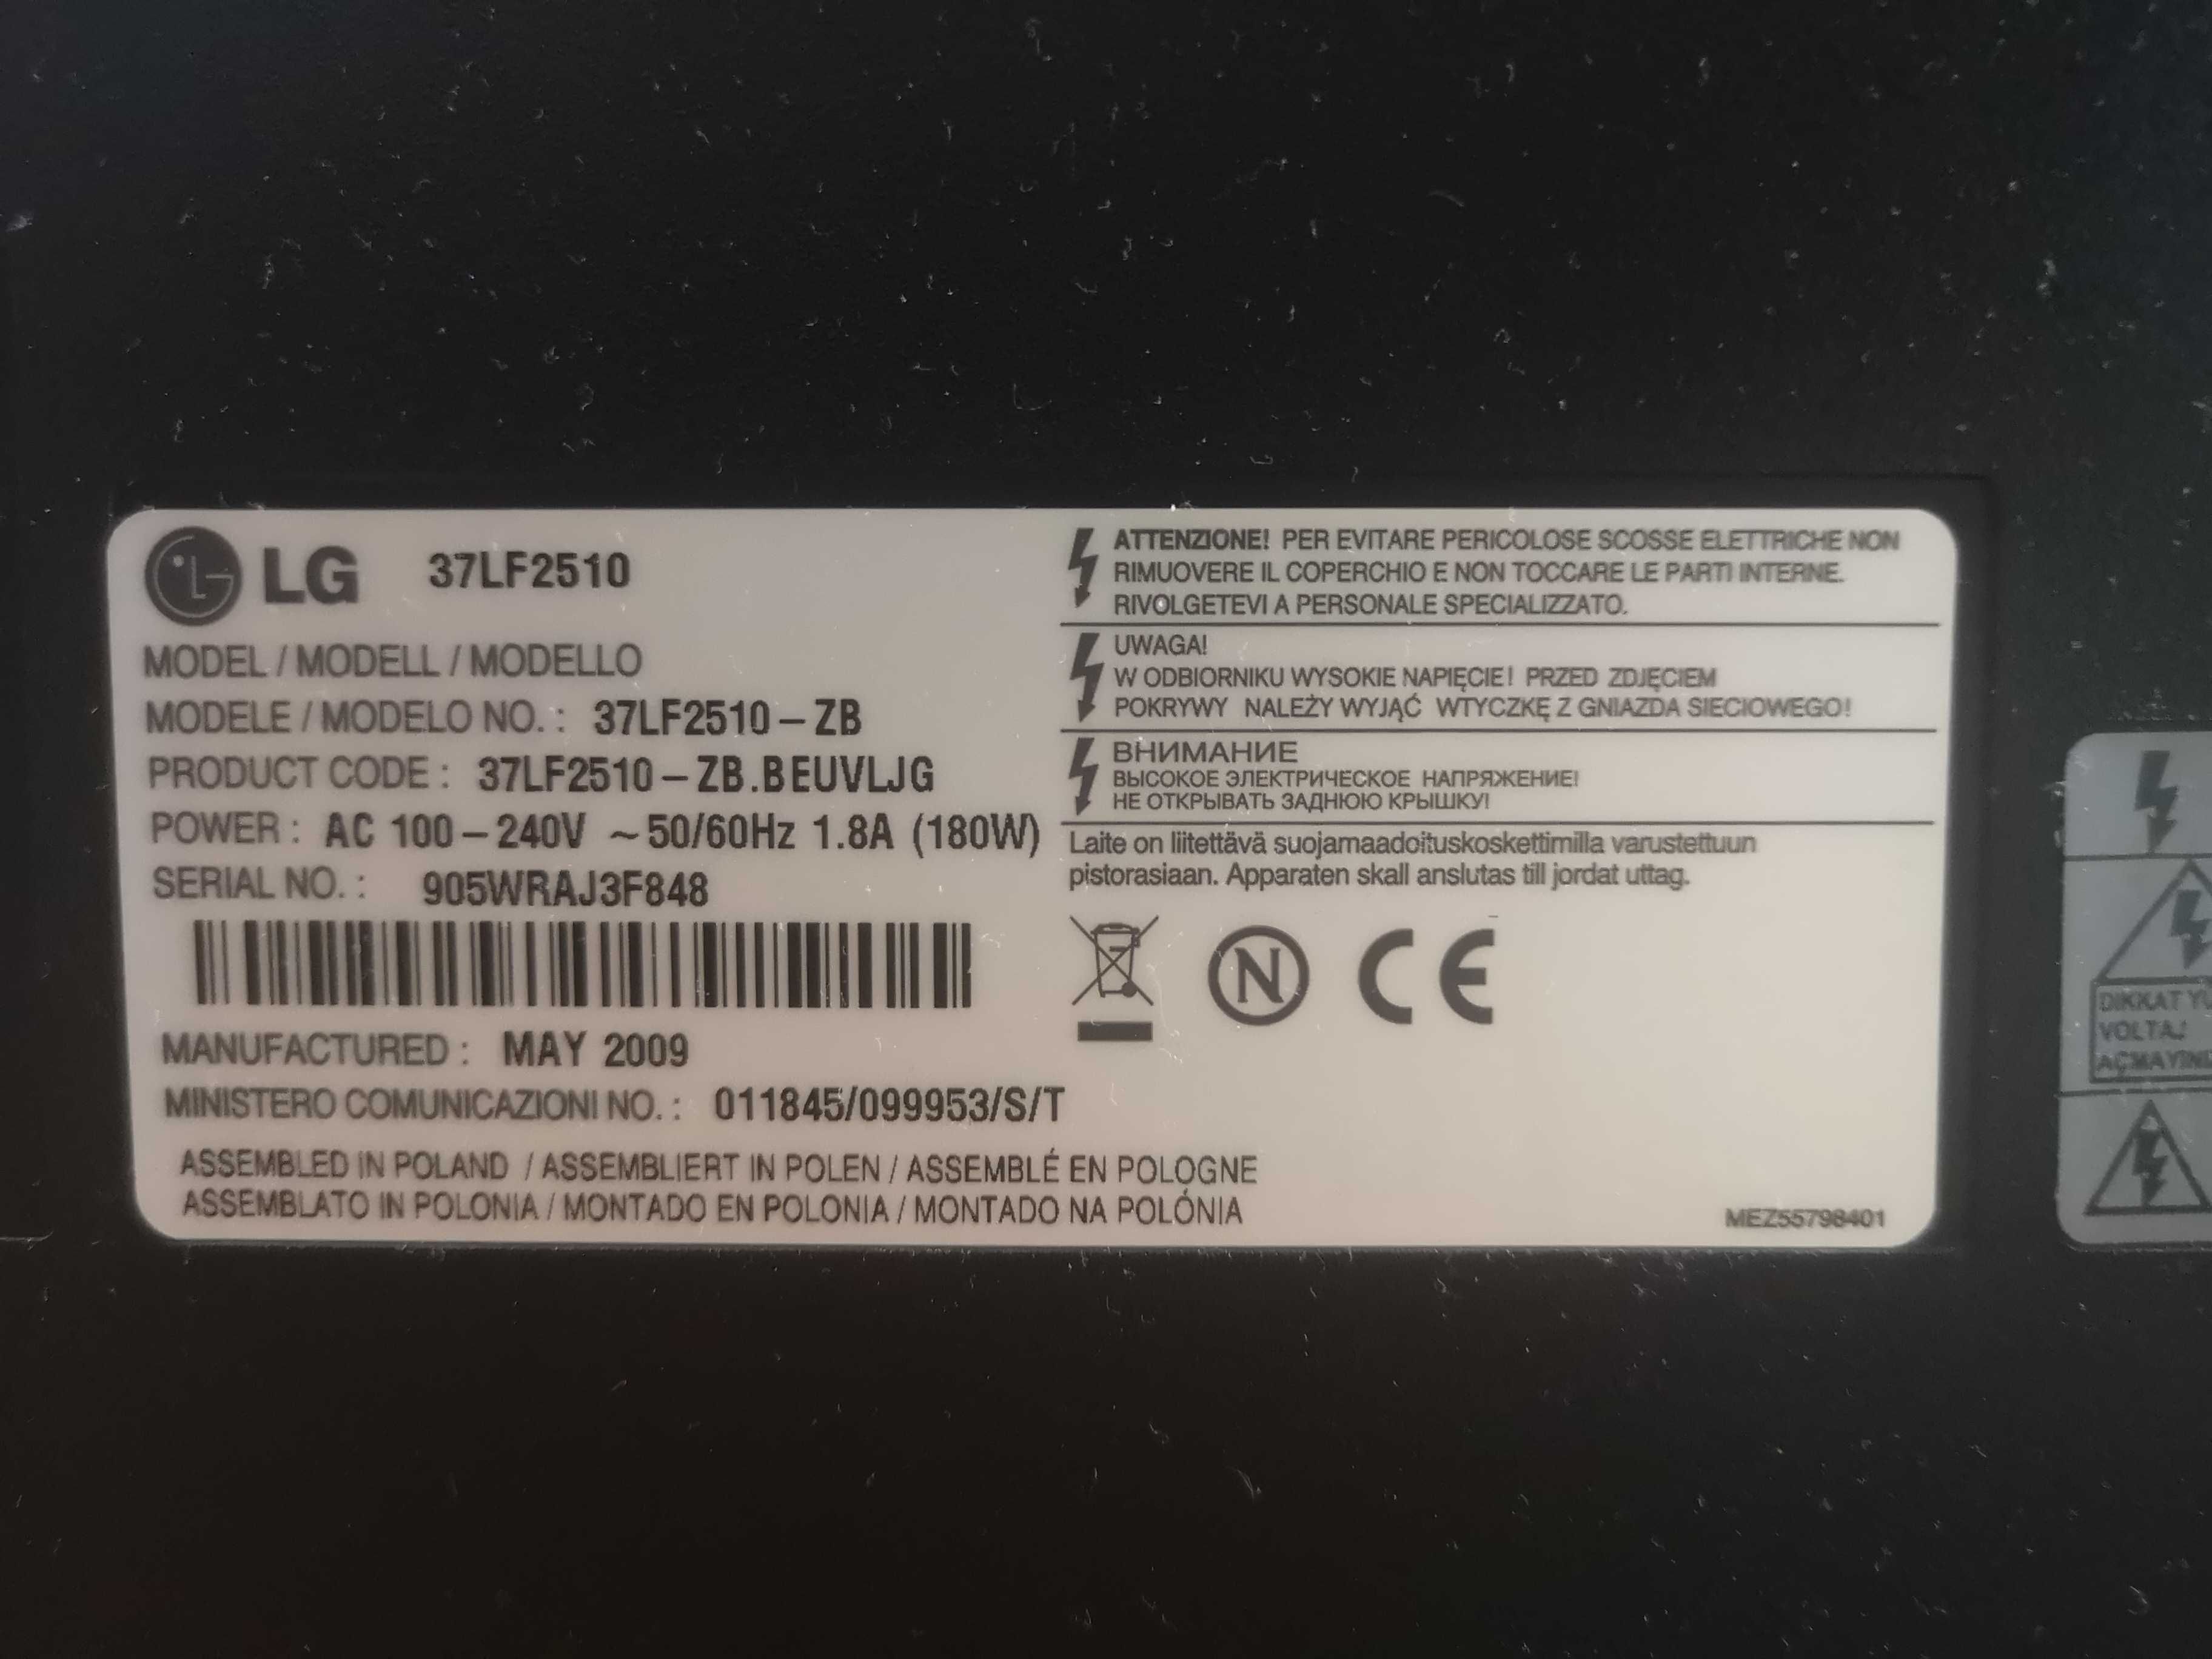 LG 37LF2510
MODEL / MODELL / MODELLO
MODELE / MODELO NO. : 37LF2510-ZB
PRODUCT CODE : 37LF2510-ZB.BEUVLJG
POWER : AC 100-240V ~50/60Hz 1.8A (180W)
SERIAL NO. : 905WRAJ3F848
MANUFACTURED : MAY 2009
MINISTERO COMUNICAZIONI NO. : 011845/099953/S/T
ASSEMBLED IN POLAND / ASSEMBLIERT IN POLEN / ASSEMBLÉ EN POLOGNE
ASSEMBLATO IN POLONIA / MONTADO EN POLONIA / MONTADO NA POLÓNIA
ATTENZIONE! PER EVITARE PERICOLOSE SCOSSE ELETTRICHE NON
RIMUOVERE IL COPERCHIO E NON TOCCARE LE PARTI INTERNE.
RIVOLGETEVI A PERSONALE SPECIALIZZATO.
UWAGA!
W ODBIORNIKU WYSOKIE NAPIĘCIE! PRZED ZDJĘCIEM
POKRYWY NALEŻY WYJĄĆ WTYCZKĘ Z GNIAZDA SIECIOWEGO!
ВНИМАНИЕ
ВЫСОКОЕ ЭЛЕКТРИЧЕСКОЕ НАПРЯЖЕНИЕ!
НЕ ОТКРЫВАТЬ ЗАДНЮЮ КРЫШКУ!
Laite on liitettävä suojamaadoituskoskettimilla varustettuun
pistorasiaan. Apparaten skall anslutas till jordat uttag.
N CE
MEZ55798401
DIKKAT
VOLTAJ